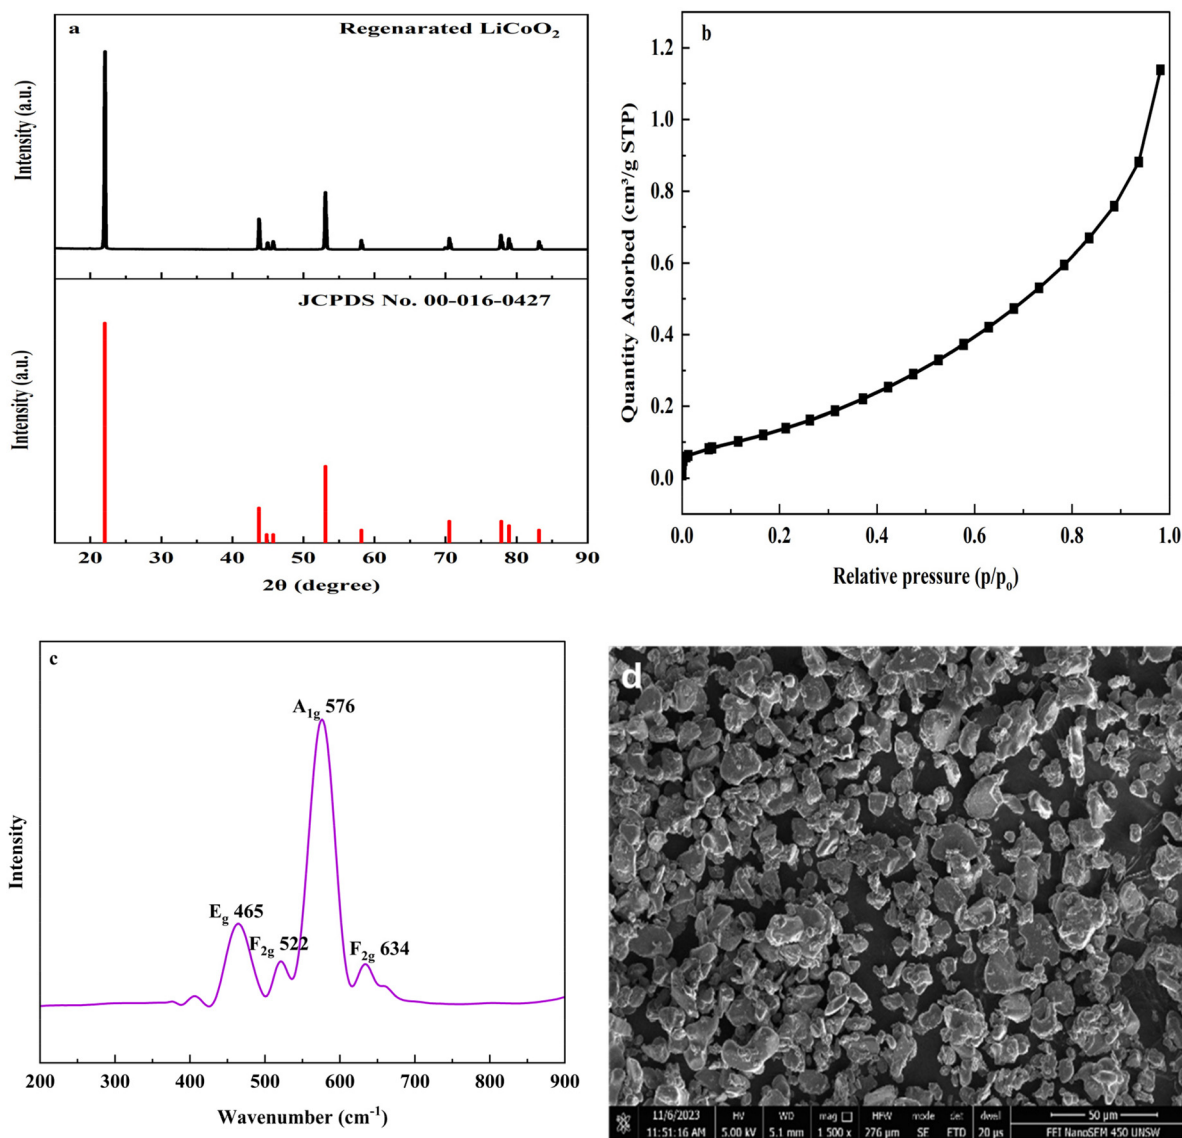 a
Regenarated LiCoO₂
Intensity (a.u.)
JCPDS No. 00-016-0427
Intensity (a.u.)
20 30 40 50 60 70 80 90
2θ (degree)
b
1.2
1.0
0.8
0.6
0.4
0.2
0.0
Quantity Adsorbed (cm³/g STP)
0.0 0.2 0.4 0.6 0.8 1.0
Relative pressure (p/p₀)
c
A₁g 576
Eg 465
F₂g 522
F₂g 634
Intensity
200 300 400 500 600 700 800 900
Wavenumber (cm⁻¹)
d
11/6/2023 HV WD mag HFW mode det dwell 50 µm
11:51:16 AM 5.00 kV 5.1 mm 1 500 x 276 µm SE ETD 20 µs FEI NanoSEM 450 UNSW